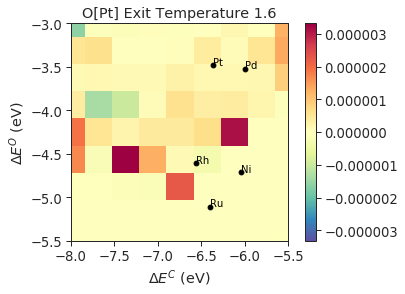 O[Pt] Exit Temperature 1.6
−3.0
−3.5
−4.0
−4.5
−5.0
−5.5
ΔE^O (eV)
Pt
Pd
Rh
Ni
Ru
−8.0 −7.5 −7.0 −6.5 −6.0 −5.5
ΔE^C (eV)
0.000003
0.000002
0.000001
0.000000
−0.000001
−0.000002
−0.000003